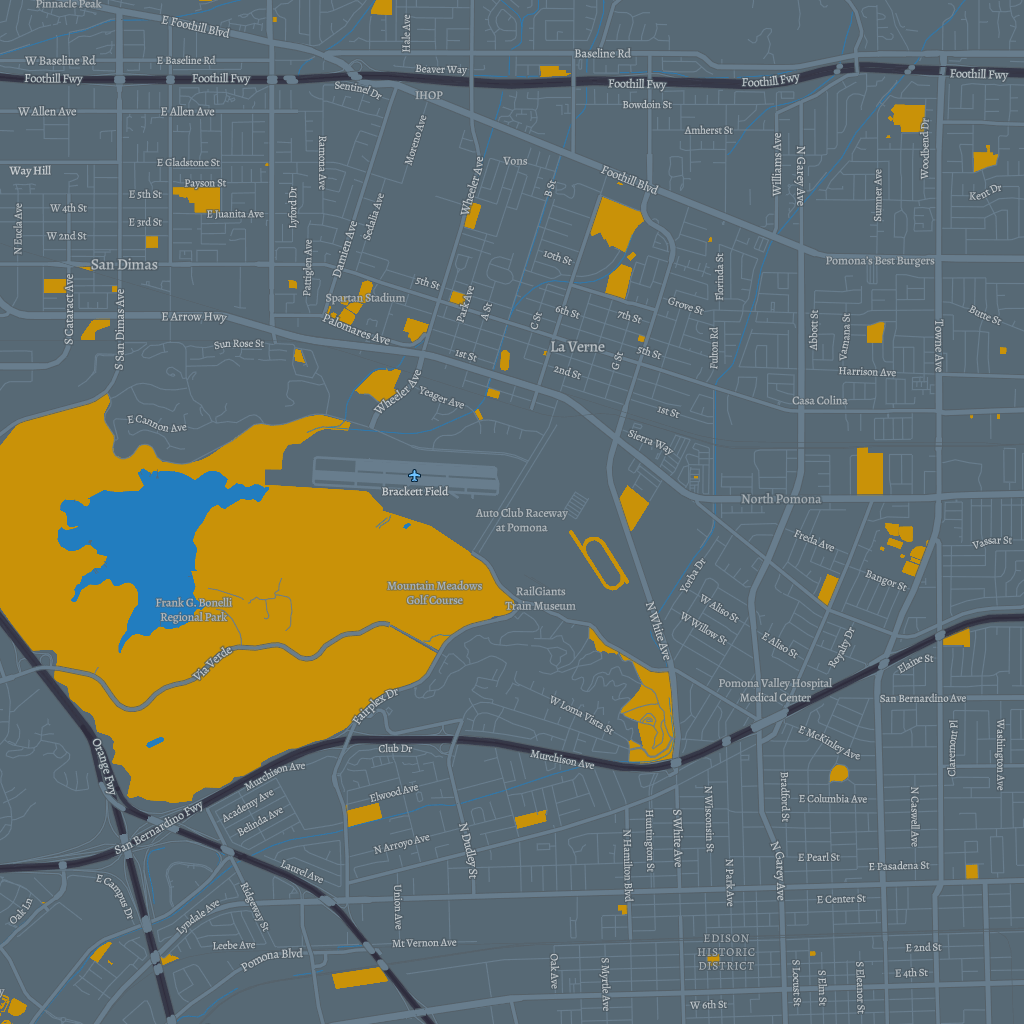 Pinnacle Peak
E Foothill Blvd
Hale Ave
W Baseline Rd
E Baseline Rd
Baseline Rd
Foothill Fwy
Foothill Fwy
Beaver Way
Foothill Fwy
Foothill Fwy
Foothill Fwy
Sentinel Dr
IHOP
Bowdoin St
W Allen Ave
E Allen Ave
Amherst St
Moreno Ave
Ramona Ave
Williams Ave
N Garey Ave
Woodbend Dr
Way Hill
E Gladstone St
Vons
Foothill Blvd
Payson St
Kent Dr
E 5th St
Lyford Dr
Wheeler Ave
B St
Sumner Ave
W 4th St
E 3rd St
E Juanita Ave
Sedalia Ave
N Eucla Ave
W 2nd St
Damien Ave
Pattiglen Ave
10th St
San Dimas
Florinda St
Pomona's Best Burgers
5th St
Spartan Stadium
Park Ave
A St
6th St
7th St
Grove St
S Cataract Ave
S San Dimas Ave
E Arrow Hwy
Palomares Ave
C St
Butte St
Abbott St
Yamana St
Towne Ave
Fulton Rd
Sun Rose St
1st St
La Verne
G St
5th St
2nd St
Harrison Ave
Wheeler Ave
Yeager Ave
Casa Colina
1st St
E Cannon Ave
Sierra Way
Brackett Field
North Pomona
Auto Club Raceway
at Pomona
Freda Ave
Vassar St
Bangor St
Yorba Dr
Mountain Meadows
Golf Course
RailGiants
Train Museum
Frank G. Bonelli
Regional Park
W Aliso St
W Willow St
N White Ave
E Aliso St
Royalty Dr
Via Verde
Elaine St
Pomona Valley Hospital
Medical Center
San Bernardino Ave
Fairplex Dr
W Loma Vista St
E McKinley Ave
Claremont Pl
Washington Ave
Club Dr
Orange Fwy
Murchison Ave
Murchison Ave
Elwood Ave
Academy Ave
Belinda Ave
San Bernardino Fwy
Bradford St
E Columbia Ave
N Caswell Ave
N Wisconsin St
Huntington St
S White Ave
N Hamilton Blvd
N Arroyo Ave
N Dudley St
N Park Ave
N Garey Ave
E Pearl St
E Pasadena St
Laurel Ave
E Campus Dr
Ridgeway St
Lyndale Ave
Oak Ln
Union Ave
E Center St
Leebe Ave
Mt Vernon Ave
Pomona Blvd
EDISON
HISTORIC
DISTRICT
E 2nd St
E 4th St
Oak Ave
S Myrtle Ave
S Locust St
S Elm St
S Eleanor St
W 6th St